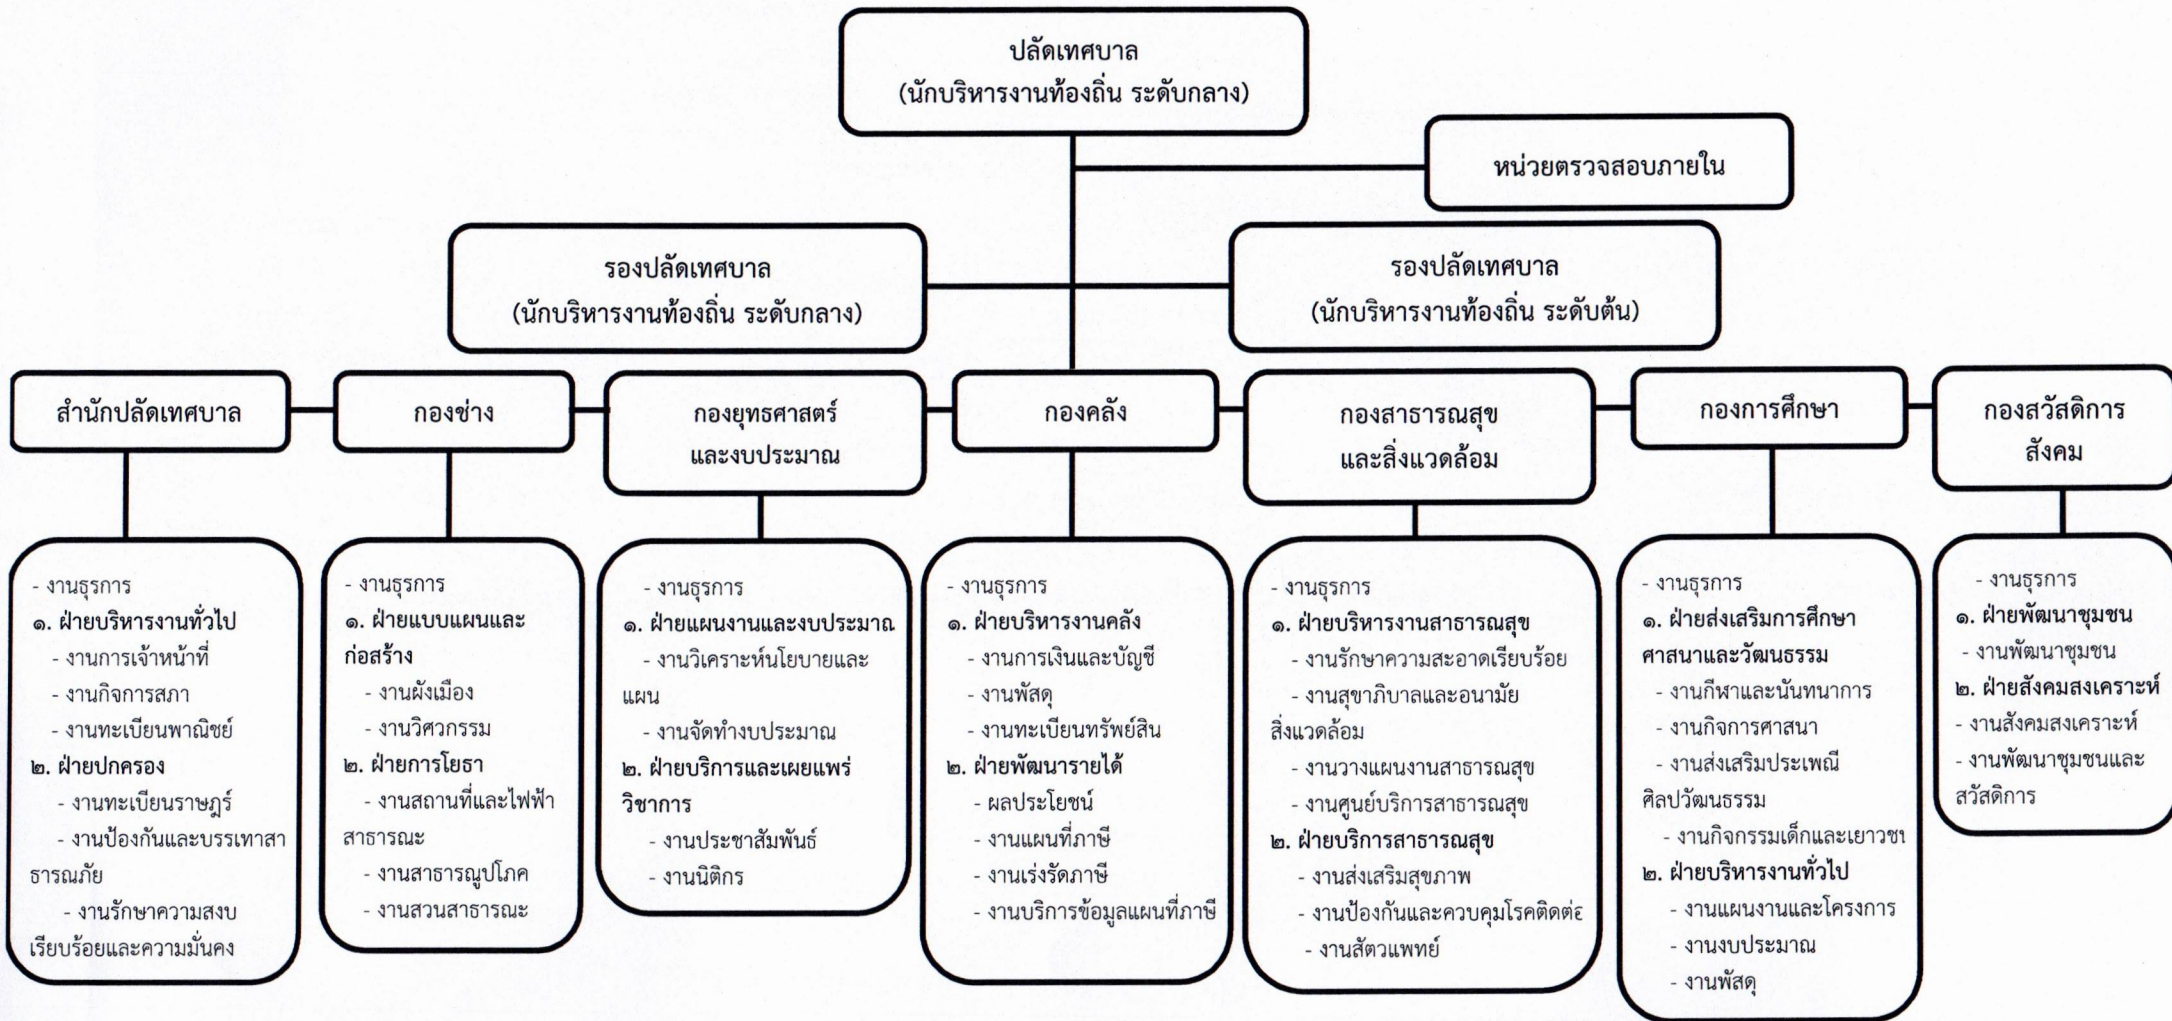 ปลัดเทศบาล
(นักบริหารงานท้องถิ่น ระดับกลาง)
หน่วยตรวจสอบภายใน
รองปลัดเทศบาล
(นักบริหารงานท้องถิ่น ระดับกลาง)
รองปลัดเทศบาล
(นักบริหารงานท้องถิ่น ระดับต้น)
สำนักปลัดเทศบาล
กองช่าง
กองยุทธศาสตร์
และงบประมาณ
กองคลัง
กองสาธารณสุข
และสิ่งแวดล้อม
กองการศึกษา
กองสวัสดิการ
สังคม
- งานธุรการ
๑. ฝ่ายบริหารงานทั่วไป
- งานการเจ้าหน้าที่
- งานกิจการสภา
- งานทะเบียนพาณิชย์
๒. ฝ่ายปกครอง
- งานทะเบียนราษฎร์
- งานป้องกันและบรรเทาสา
ธารณภัย
- งานรักษาความสงบ
เรียบร้อยและความมั่นคง
- งานธุรการ
๑. ฝ่ายแบบแผนและ
ก่อสร้าง
- งานผังเมือง
- งานวิศวกรรม
๒. ฝ่ายการโยธา
- งานสถานที่และไฟฟ้า
สาธารณะ
- งานสาธารณูปโภค
- งานสวนสาธารณะ
- งานธุรการ
๑. ฝ่ายแผนงานและงบประมาณ
- งานวิเคราะห์นโยบายและ
แผน
- งานจัดทำงบประมาณ
๒. ฝ่ายบริการและเผยแพร่
วิชาการ
- งานประชาสัมพันธ์
- งานนิติกร
- งานธุรการ
๑. ฝ่ายบริหารงานคลัง
- งานการเงินและบัญชี
- งานพัสดุ
- งานทะเบียนทรัพย์สิน
๒. ฝ่ายพัฒนารายได้
- ผลประโยชน์
- งานแผนที่ภาษี
- งานเร่งรัดภาษี
- งานบริการข้อมูลแผนที่ภาษี
- งานธุรการ
๑. ฝ่ายบริหารงานสาธารณสุข
- งานรักษาความสะอาดเรียบร้อย
- งานสุขาภิบาลและอนามัย
สิ่งแวดล้อม
- งานวางแผนงานสาธารณสุข
- งานศูนย์บริการสาธารณสุข
๒. ฝ่ายบริการสาธารณสุข
- งานส่งเสริมสุขภาพ
- งานป้องกันและควบคุมโรคติดต่อ
- งานสัตวแพทย์
- งานธุรการ
๑. ฝ่ายส่งเสริมการศึกษา
ศาสนาและวัฒนธรรม
- งานกีฬาและนันทนาการ
- งานกิจการศาสนา
- งานส่งเสริมประเพณี
ศิลปวัฒนธรรม
- งานกิจกรรมเด็กและเยาวชน
๒. ฝ่ายบริหารงานทั่วไป
- งานแผนงานและโครงการ
- งานงบประมาณ
- งานพัสดุ
- งานธุรการ
๑. ฝ่ายพัฒนาชุมชน
- งานพัฒนาชุมชน
๒. ฝ่ายสังคมสงเคราะห์
- งานสังคมสงเคราะห์
- งานพัฒนาชุมชนและ
สวัสดิการ